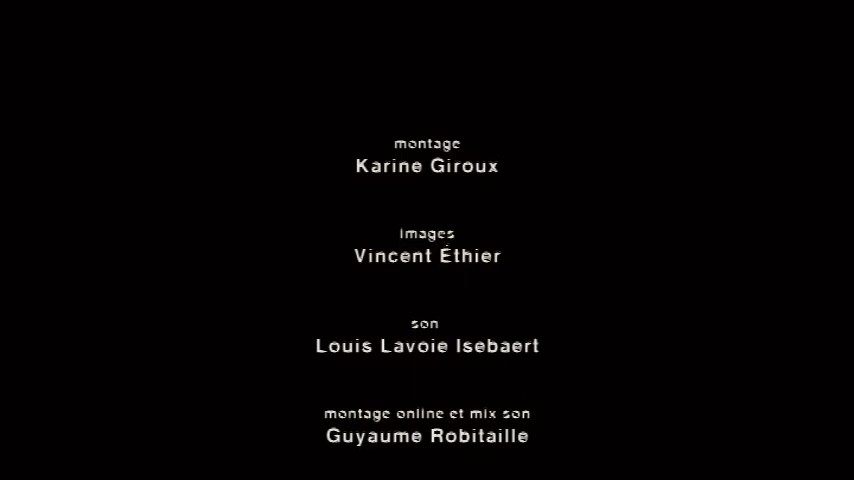 montage
Karine Giroux
images
Vincent Éthier
son
Louis Lavoie Isebaert
montage online et mix son
Guyaume Robitaille